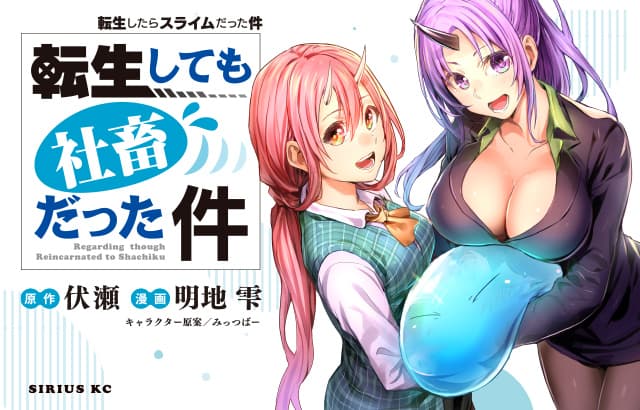 転生したらスライムだった件
転生しても
社畜
だった件
Regarding though
Reincarnated to Shachiku
原作 伏瀬 漫画 明地 雫
キャラクター原案／みっつばー
SIRIUS KC